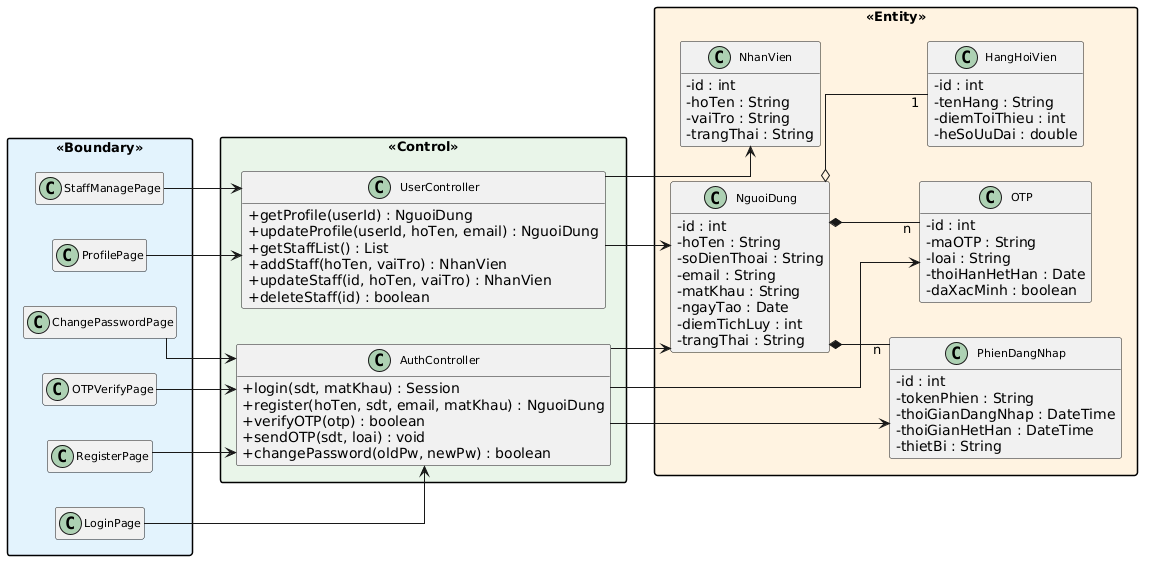 «Boundary»
C StaffManagePage
C ProfilePage
C ChangePasswordPage
C OTPVerifyPage
C RegisterPage
C LoginPage
«Control»
C UserController
+getProfile(userId) : NguoiDung
+updateProfile(userId, hoTen, email) : NguoiDung
+getStaffList() : List
+addStaff(hoTen, vaiTro) : NhanVien
+updateStaff(id, hoTen, vaiTro) : NhanVien
+deleteStaff(id) : boolean
C AuthController
+login(sdt, matKhau) : Session
+register(hoTen, sdt, email, matKhau) : NguoiDung
+verifyOTP(otp) : boolean
+sendOTP(sdt, loai) : void
+changePassword(oldPw, newPw) : boolean
«Entity»
C NhanVien
-id : int
-hoTen : String
-vaiTro : String
-trangThai : String
C HangHoiVien
-id : int
-tenHang : String
-diemToiThieu : int
-heSoUuDai : double
1
C NguoiDung
-id : int
-hoTen : String
-soDienThoai : String
-email : String
-matKhau : String
-ngayTao : Date
-diemTichLuy : int
-trangThai : String
n
C OTP
-id : int
-maOTP : String
-loai : String
-thoiHanHetHan : Date
-daXacMinh : boolean
n
C PhienDangNhap
-id : int
-tokenPhien : String
-thoiGianDangNhap : DateTime
-thoiGianHetHan : DateTime
-thietBi : String